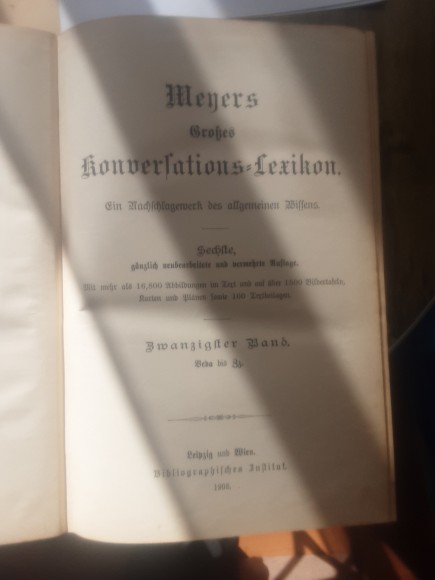 Meyers
Großes
Konversations-Lexikon.
Ein Nachschlagewerk des allgemeinen Wissens.
Sechste,
gänzlich neubearbeitete und vermehrte Auflage.
Mit mehr als 16,800 Abbildungen im Text und auf über 1500 Bildertafeln,
Karten und Plänen sowie 160 Textbeilagen.
Zwanzigster Band.
Veda bis Zz.
Leipzig und Wien.
Bibliographisches Institut.